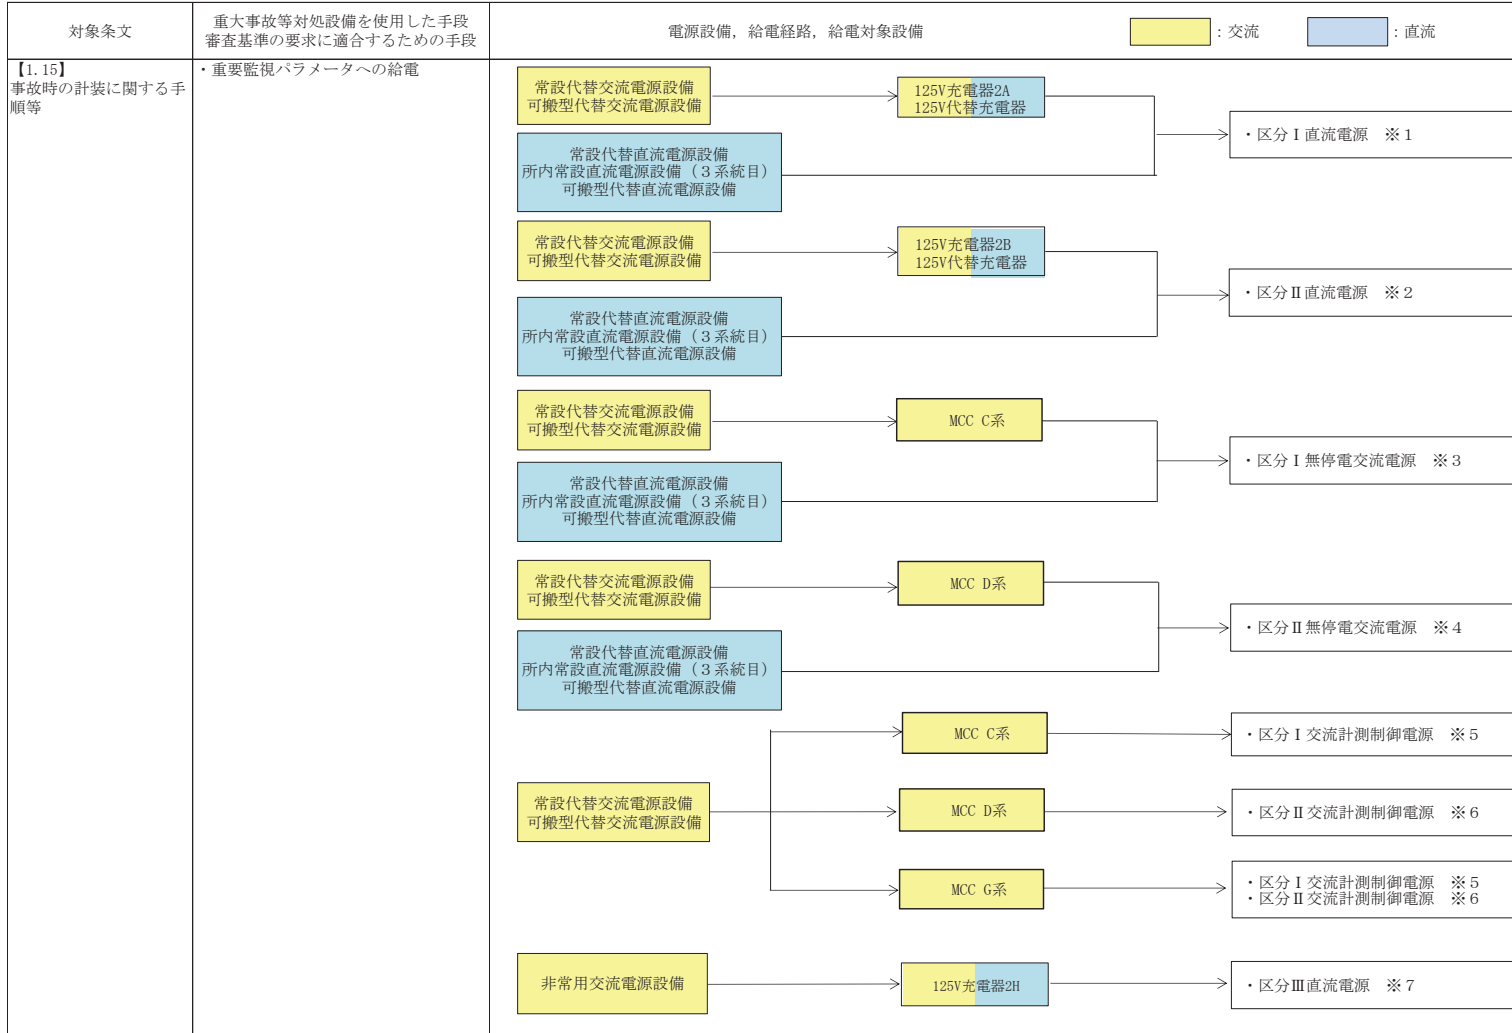 対象条文
重大事故等対処設備を使用した手段
審査基準の要求に適合するための手段
電源設備，給電経路，給電対象設備
：交流
：直流
【1.15】
事故時の計装に関する手
順等
・重要監視パラメータへの給電
常設代替交流電源設備
可搬型代替交流電源設備
125V充電器2A
125V代替充電器
常設代替直流電源設備
所内常設直流電源設備（３系統目）
可搬型代替直流電源設備
・区分Ⅰ直流電源　※１
常設代替交流電源設備
可搬型代替交流電源設備
125V充電器2B
125V代替充電器
常設代替直流電源設備
所内常設直流電源設備（３系統目）
可搬型代替直流電源設備
・区分Ⅱ直流電源　※２
常設代替交流電源設備
可搬型代替交流電源設備
MCC C系
常設代替直流電源設備
所内常設直流電源設備（３系統目）
可搬型代替直流電源設備
・区分Ⅰ無停電交流電源　※３
常設代替交流電源設備
可搬型代替交流電源設備
MCC D系
常設代替直流電源設備
所内常設直流電源設備（３系統目）
可搬型代替直流電源設備
・区分Ⅱ無停電交流電源　※４
常設代替交流電源設備
可搬型代替交流電源設備
MCC C系
・区分Ⅰ交流計測制御電源　※５
MCC D系
・区分Ⅱ交流計測制御電源　※６
MCC G系
・区分Ⅰ交流計測制御電源　※５
・区分Ⅱ交流計測制御電源　※６
非常用交流電源設備
125V充電器2H
・区分Ⅲ直流電源　※７